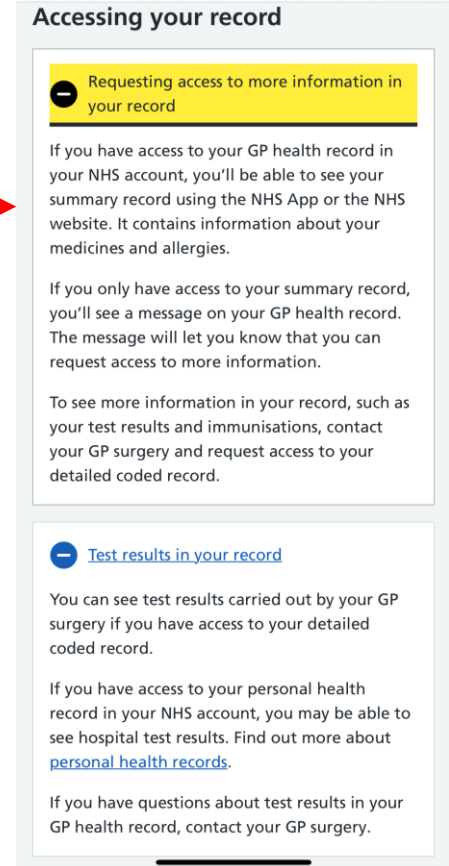 Accessing your record
Requesting access to more information in
your record
If you have access to your GP health record in
your NHS account, you’ll be able to see your
summary record using the NHS App or the NHS
website. It contains information about your
medicines and allergies.
If you only have access to your summary record,
you’ll see a message on your GP health record.
The message will let you know that you can
request access to more information.
To see more information in your record, such as
your test results and immunisations, contact
your GP surgery and request access to your
detailed coded record.
Test results in your record
You can see test results carried out by your GP
surgery if you have access to your detailed
coded record.
If you have access to your personal health
record in your NHS account, you may be able to
see hospital test results. Find out more about
personal health records.
If you have questions about test results in your
GP health record, contact your GP surgery.